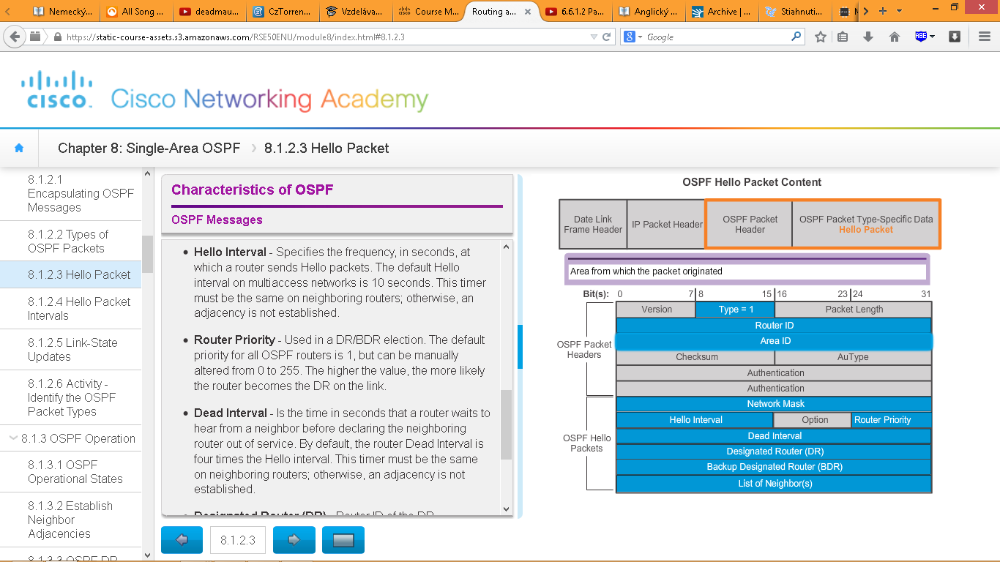 Nemecký...
All Song ...
deadmau...
CzTorren...
Vzdeláva...
Course M...
Routing a...
6.6.1.2 Pa...
Anglický ...
Archive | ...
Stiahnuti...
https://static-course-assets.s3.amazonaws.com/RSE50ENU/module8/index.html#8.1.2.3
Google
cisco.
Cisco Networking Academy
Chapter 8: Single-Area OSPF
8.1.2.3 Hello Packet
8.1.2.1
Encapsulating OSPF
Messages
8.1.2.2 Types of
OSPF Packets
8.1.2.3 Hello Packet
8.1.2.4 Hello Packet
Intervals
8.1.2.5 Link-State
Updates
8.1.2.6 Activity -
Identify the OSPF
Packet Types
8.1.3 OSPF Operation
8.1.3.1 OSPF
Operational States
8.1.3.2 Establish
Neighbor
Adjacencies
8.1.3.3 OSPF DR
Characteristics of OSPF
OSPF Messages
• Hello Interval - Specifies the frequency, in seconds, at
which a router sends Hello packets. The default Hello
interval on multiaccess networks is 10 seconds. This timer
must be the same on neighboring routers; otherwise, an
adjacency is not established.
• Router Priority - Used in a DR/BDR election. The default
priority for all OSPF routers is 1, but can be manually
altered from 0 to 255. The higher the value, the more likely
the router becomes the DR on the link.
• Dead Interval - Is the time in seconds that a router waits to
hear from a neighbor before declaring the neighboring
router out of service. By default, the router Dead Interval is
four times the Hello interval. This timer must be the same
on neighboring routers; otherwise, an adjacency is not
established.
• Designated Router (DR) - Router ID of the DR.
8.1.2.3
OSPF Hello Packet Content
Date Link
Frame Header
IP Packet Header
OSPF Packet
Header
OSPF Packet Type-Specific Data
Hello Packet
Area from which the packet originated
Bit(s): 0 7 8 15 16 23 24 31
OSPF Packet
Headers
Version
Type = 1
Packet Length
Router ID
Area ID
Checksum
AuType
Authentication
Authentication
OSPF Hello
Packets
Network Mask
Hello Interval
Option
Router Priority
Dead Interval
Designated Router (DR)
Backup Designated Router (BDR)
List of Neighbor(s)